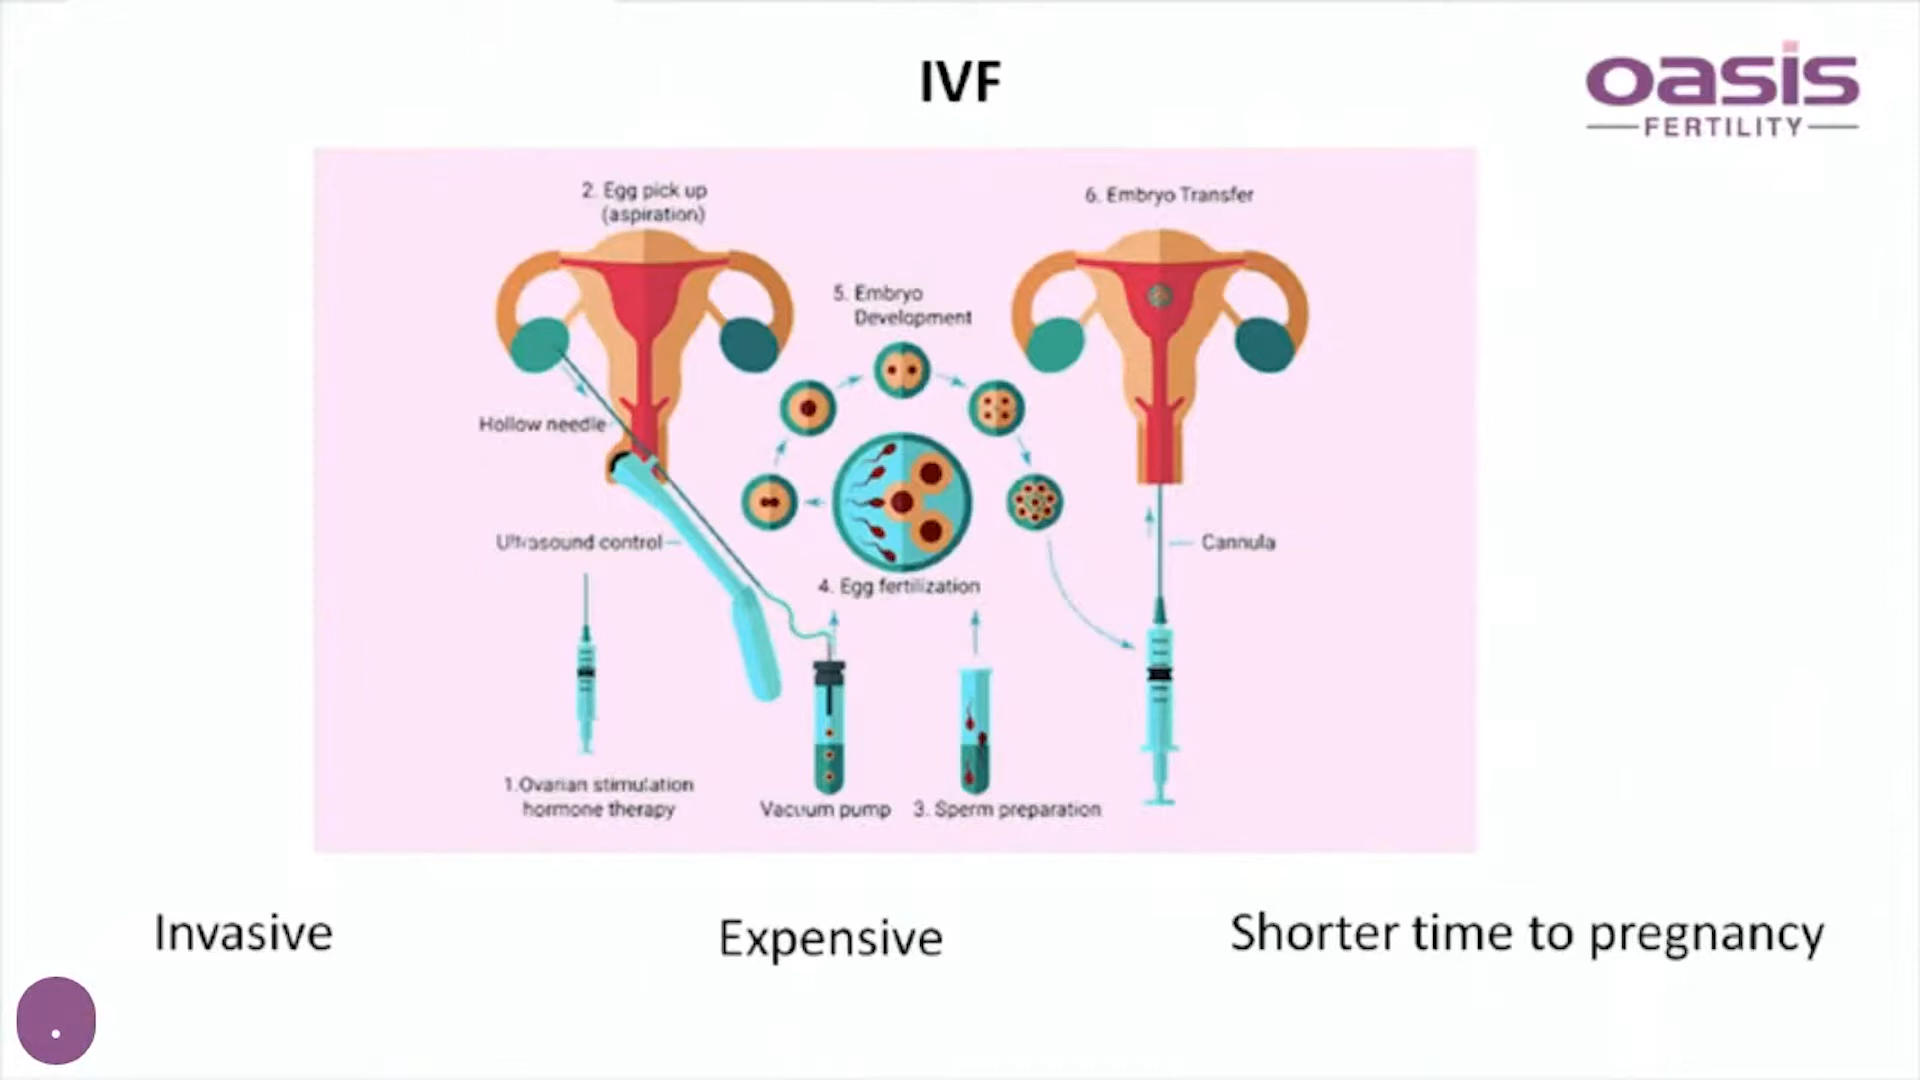 IVF
oasis
FERTILITY
2. Egg pick up
(aspiration)
6. Embryo Transfer
5. Embryo
Development
Hollow needle
Ultrasound control
Cannula
4. Egg fertilization
1.Ovarian stimulation
hormone therapy
Vacuum pump
3. Sperm preparation
Invasive
Expensive
Shorter time to pregnancy